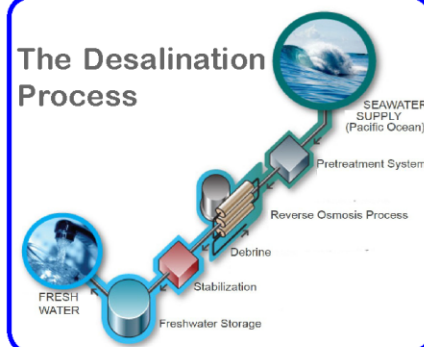 The Desalination
Process
SEAWATER
SUPPLY
(Pacific Ocean)
Pretreatment System
Reverse Osmosis Process
Debrine
Stabilization
FRESH
WATER
Freshwater Storage